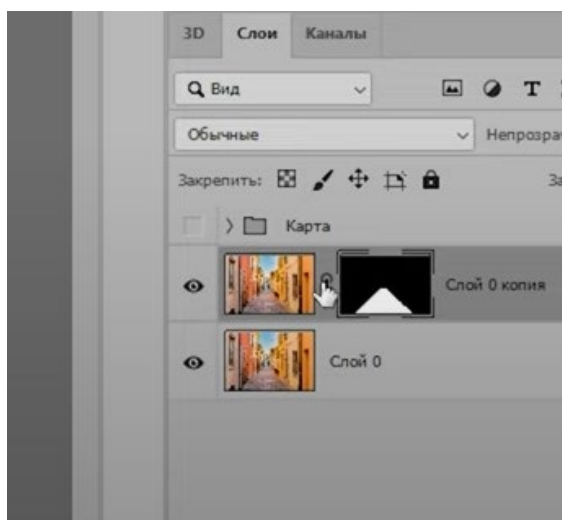 3D Слои Каналы
Вид T
Обычные Непрозра
Закрепить: За
Карта
Слой 0 копия
Слой 0